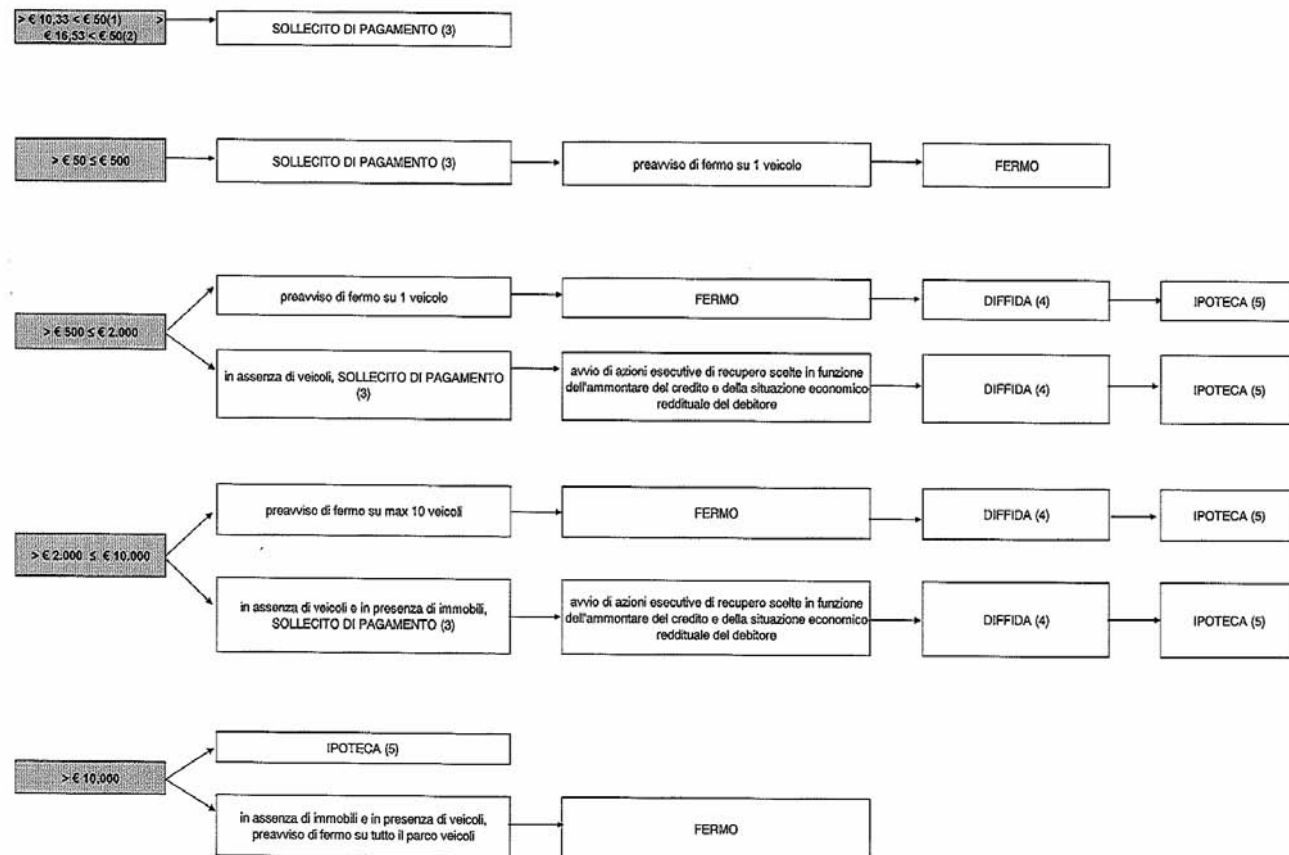 > € 10,33 < € 50(1) >
€ 16,53 < € 50(2)
SOLLECITO DI PAGAMENTO (3)
> € 50 ≤ € 500
SOLLECITO DI PAGAMENTO (3)
preavviso di fermo su 1 veicolo
FERMO
> € 500 ≤ € 2.000
preavviso di fermo su 1 veicolo
FERMO
DIFFIDA (4)
IPOTECA (5)
in assenza di veicoli, SOLLECITO DI PAGAMENTO
(3)
avvio di azioni esecutive di recupero scelte in funzione
dell'ammontare del credito e della situazione economico
reddituale del debitore
DIFFIDA (4)
IPOTECA (5)
> € 2.000 ≤ € 10.000
preavviso di fermo su max 10 veicoli
FERMO
DIFFIDA (4)
IPOTECA (5)
in assenza di veicoli e in presenza di immobili,
SOLLECITO DI PAGAMENTO (3)
avvio di azioni esecutive di recupero scelte in funzione
dell'ammontare del credito e della situazione economico
reddituale del debitore
DIFFIDA (4)
IPOTECA (5)
> € 10,000
IPOTECA (5)
in assenza di immobili e in presenza di veicoli,
preavviso di fermo su tutto il parco veicoli
FERMO